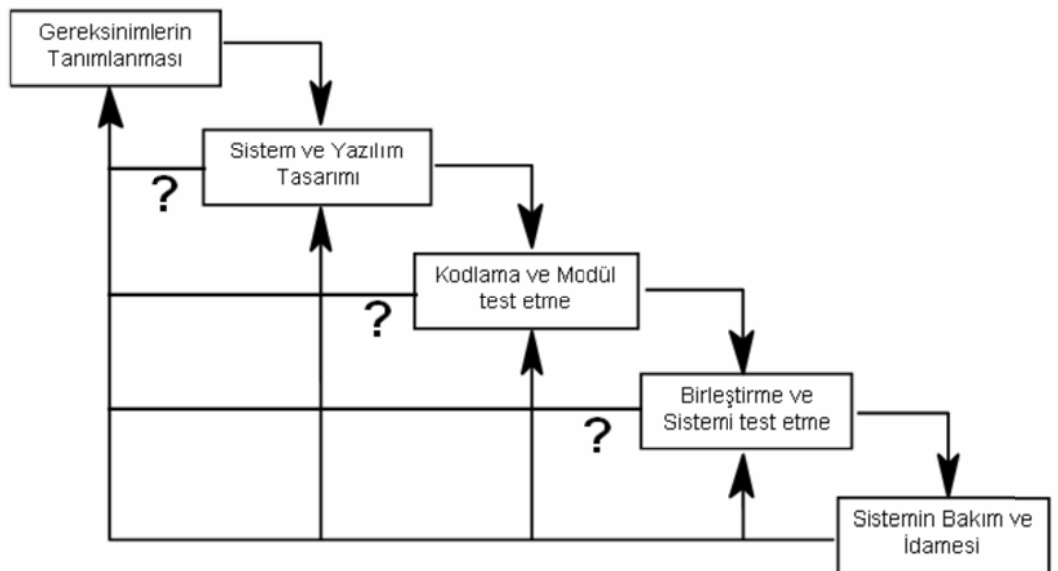 Gereksinimlerin
Tanımlanması
Sistem ve Yazılım
Tasarımı
?
Kodlama ve Modül
test etme
?
Birleştirme ve
Sistemi test etme
?
Sistemin Bakım ve
İdamesi